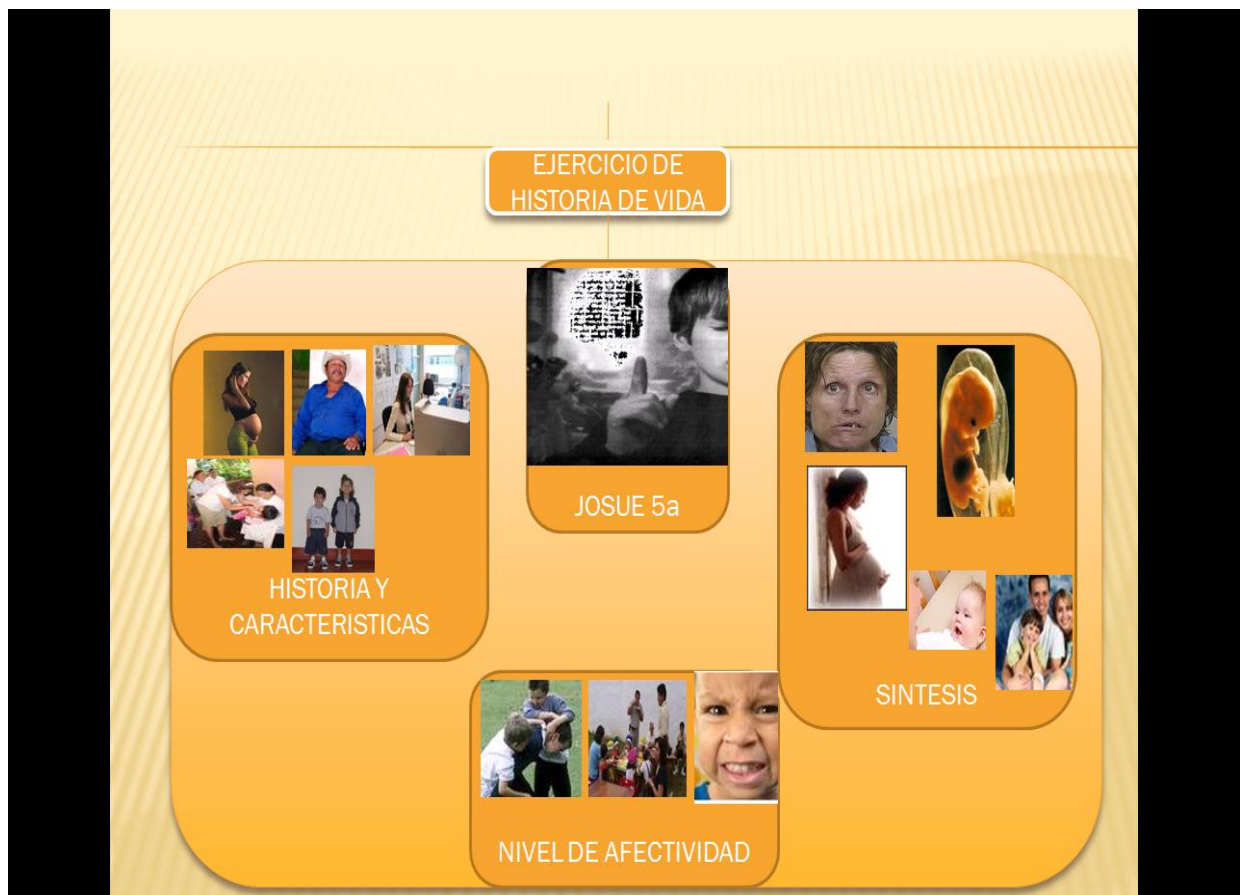 EJERCICIO DE
HISTORIA DE VIDA
JOSUE 5a
HISTORIA Y
CARACTERISTICAS
SINTESIS
NIVEL DE AFECTIVIDAD